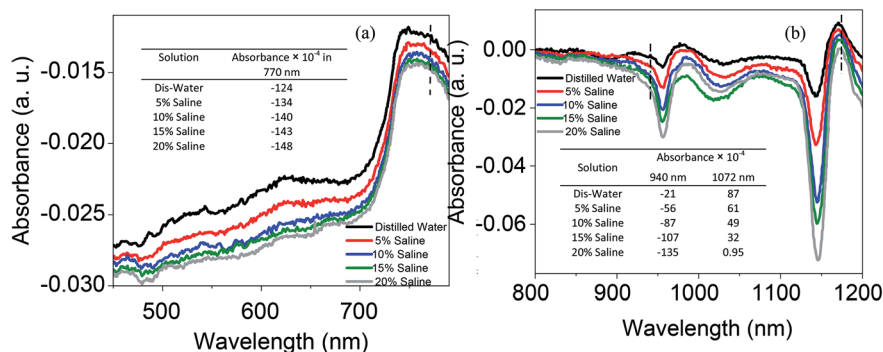 (a)
Solution Absorbance × 10⁻⁴ in 770 nm
Dis-Water -124
5% Saline -134
10% Saline -140
15% Saline -143
20% Saline -148
Absorbance (a. u.)
-0.015
-0.020
-0.025
-0.030
Distilled Water
5% Saline
10% Saline
15% Saline
20% Saline
500 600 700
Wavelength (nm)
(b)
Absorbance (a. u.)
0.00
-0.02
-0.04
-0.06
Distilled Water
5% Saline
10% Saline
15% Saline
20% Saline
Solution Absorbance × 10⁻⁴
940 nm 1072 nm
Dis-Water -21 87
5% Saline -56 61
10% Saline -87 49
15% Saline -107 32
20% Saline -135 0.95
800 900 1000 1100 1200
Wavelength (nm)